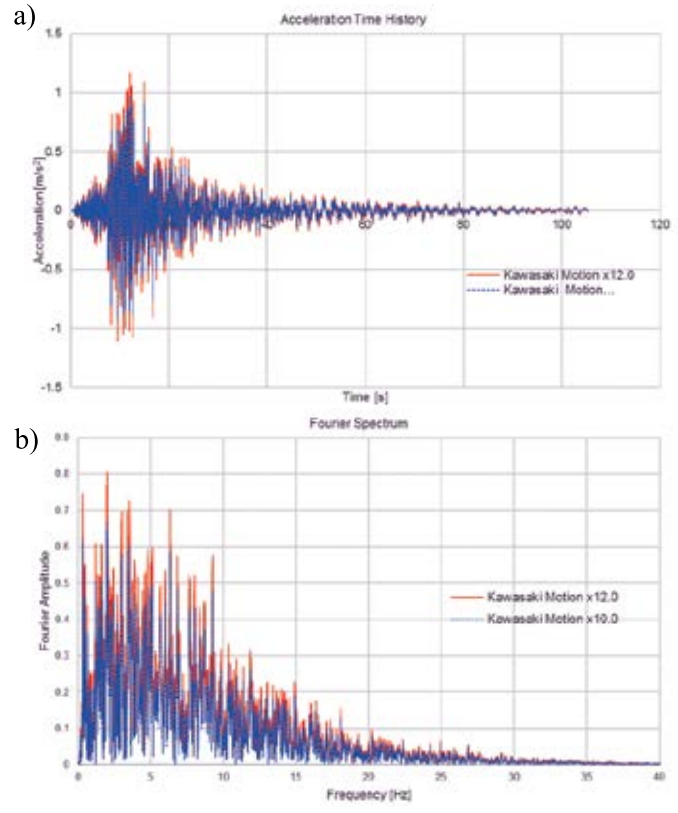 a)
Acceleration Time History
1.5
1
0.5
0
-0.5
-1
-1.5
Acceleration [m/s²]
0 40 60 80 100 120
Kawasaki Motion x12.0
Kawasaki Motion...
Time [s]
b)
Fourier Spectrum
0.9
0.8
0.7
0.6
0.5
0.4
0.3
0.2
0.1
0
Fourier Amplitude
Kawasaki Motion x12.0
Kawasaki Motion x10.0
0 5 10 15 20 25 30 35 40
Frequency [Hz]